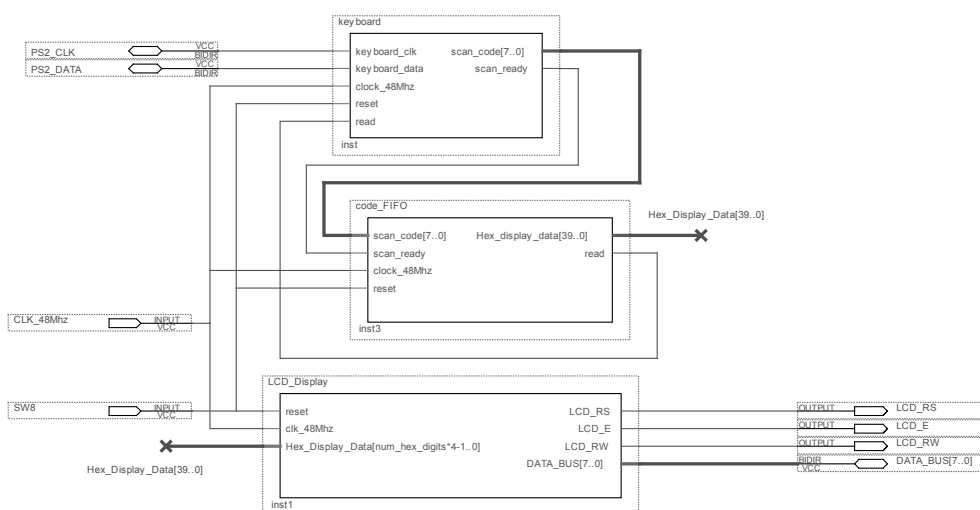 keyboard
PS2_CLK VCC BIDIR
PS2_DATA VCC BIDIR
keyboard_clk scan_code[7..0]
keyboard_data scan_ready
clock_48Mhz
reset
read
inst
code_FIFO
Hex_Display_Data[39..0]
scan_code[7..0] Hex_display_data[39..0]
scan_ready read
clock_48Mhz
reset
inst3
CLK_48Mhz INPUT VCC
LCD_Display
SW8 INPUT VCC
reset LCD_RS OUTPUT LCD_RS
clk_48Mhz LCD_E OUTPUT LCD_E
Hex_Display_Data[num_hex_digits*4-1..0] LCD_RW OUTPUT LCD_RW
DATA_BUS[7..0] BIDIR VCC DATA_BUS[7..0]
Hex_Display_Data[39..0]
inst1